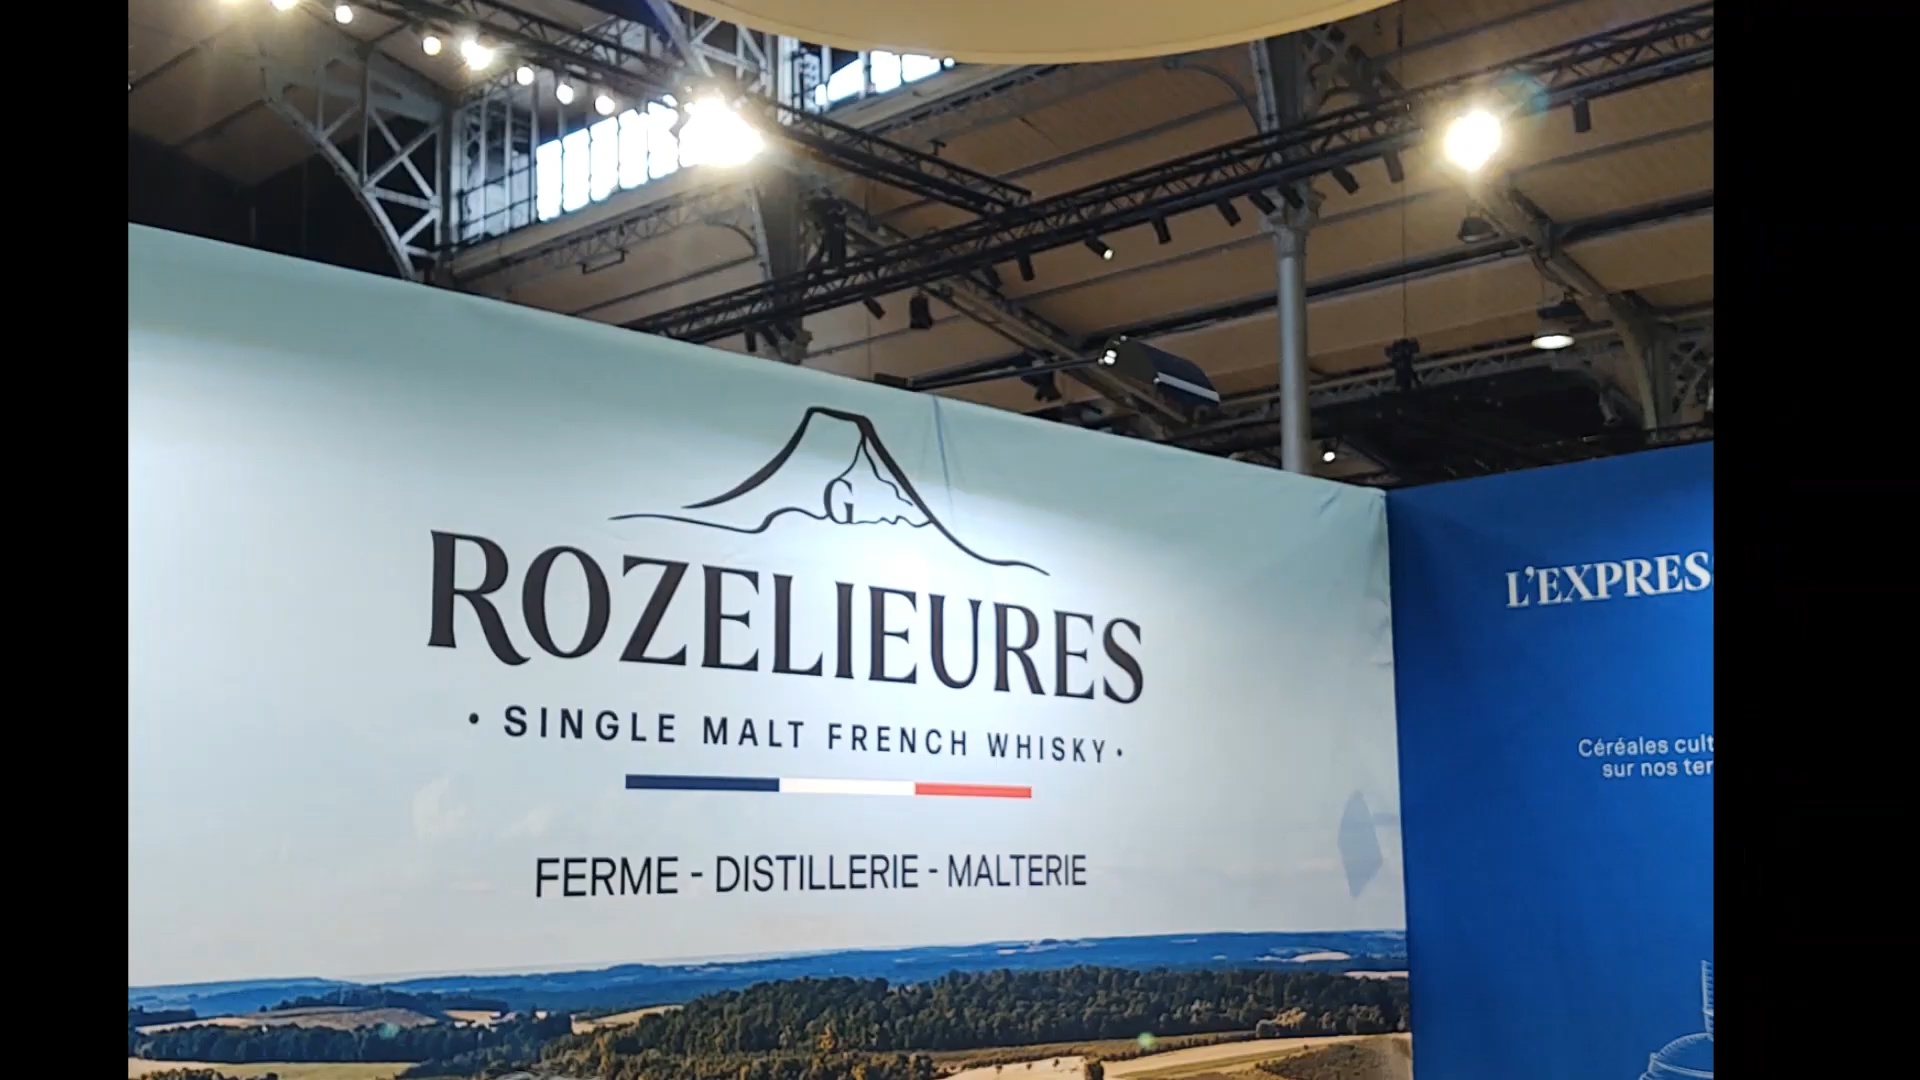 G
ROZELIEURES
• SINGLE MALT FRENCH WHISKY •
FERME - DISTILLERIE - MALTERIE
L'EXPRES
Céréales cult
sur nos ter